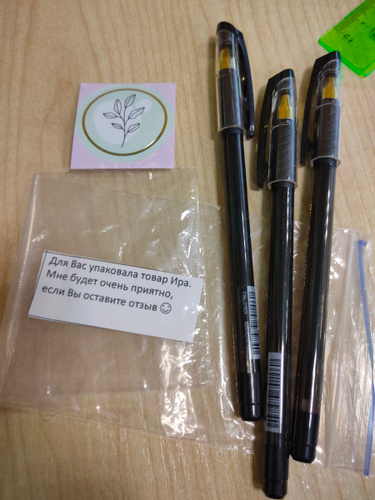 Для Вас упаковала товар Ира.
Мне будет очень приятно,
если Вы оставите отзыв ☺